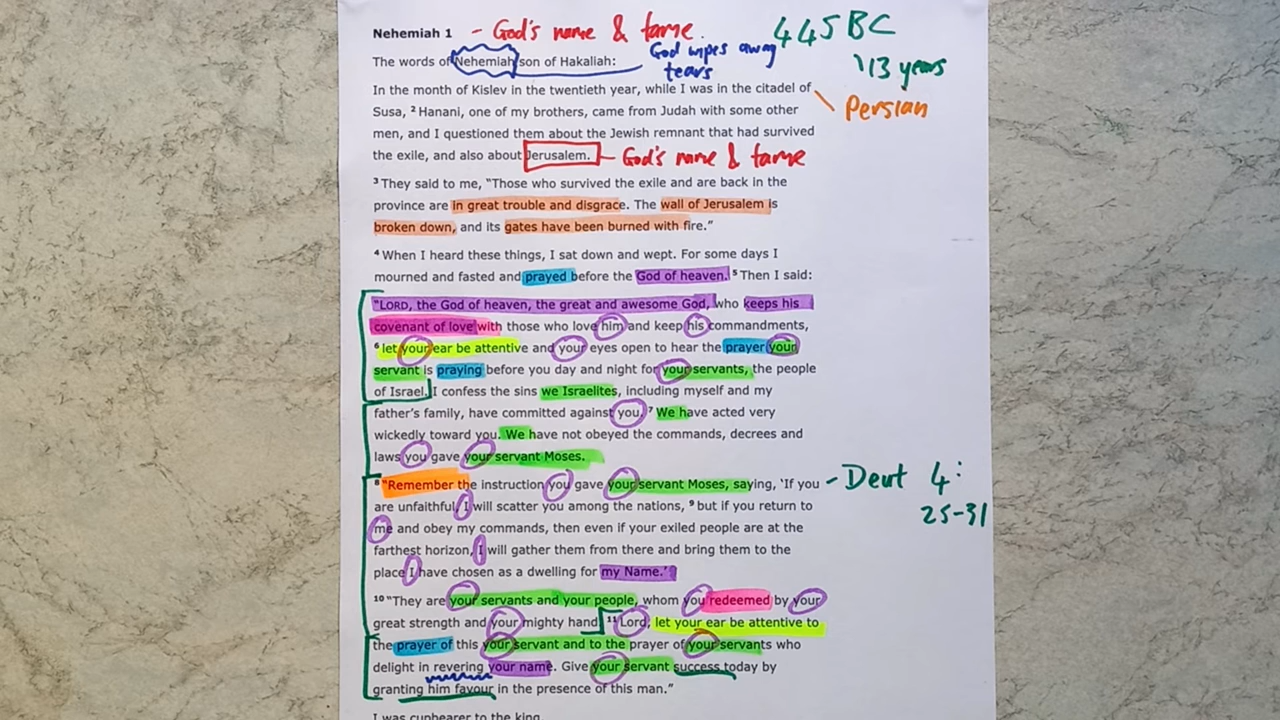 Nehemiah 1 - God's name & fame. 445 BC
The words of Nehemiah son of Hakaliah: God wipes away tears
13 years
In the month of Kislev in the twentieth year, while I was in the citadel of
Susa, 2 Hanani, one of my brothers, came from Judah with some other Persian
men, and I questioned them about the Jewish remnant that had survived
the exile, and also about Jerusalem. - God's name & fame
3 They said to me, “Those who survived the exile and are back in the
province are in great trouble and disgrace. The wall of Jerusalem is
broken down, and its gates have been burned with fire.”
4 When I heard these things, I sat down and wept. For some days I
mourned and fasted and prayed before the God of heaven. 5 Then I said:
“LORD, the God of heaven, the great and awesome God, who keeps his
covenant of love with those who love him and keep his commandments,
6 let your ear be attentive and your eyes open to hear the prayer your
servant is praying before you day and night for your servants, the people
of Israel. I confess the sins we Israelites, including myself and my
father's family, have committed against you. 7 We have acted very
wickedly toward you. We have not obeyed the commands, decrees and
laws you gave your servant Moses.
8 “Remember the instruction you gave your servant Moses, saying, ‘If you - Deut 4:
are unfaithful, I will scatter you among the nations, 9 but if you return to 25-31
me and obey my commands, then even if your exiled people are at the
farthest horizon, I will gather them from there and bring them to the
place I have chosen as a dwelling for my Name.’
10 “They are your servants and your people, whom you redeemed by your
great strength and your mighty hand. 11 Lord, let your ear be attentive to
the prayer of this your servant and to the prayer of your servants who
delight in revering your name. Give your servant success today by
granting him favour in the presence of this man.”
I was cupbearer to the king.